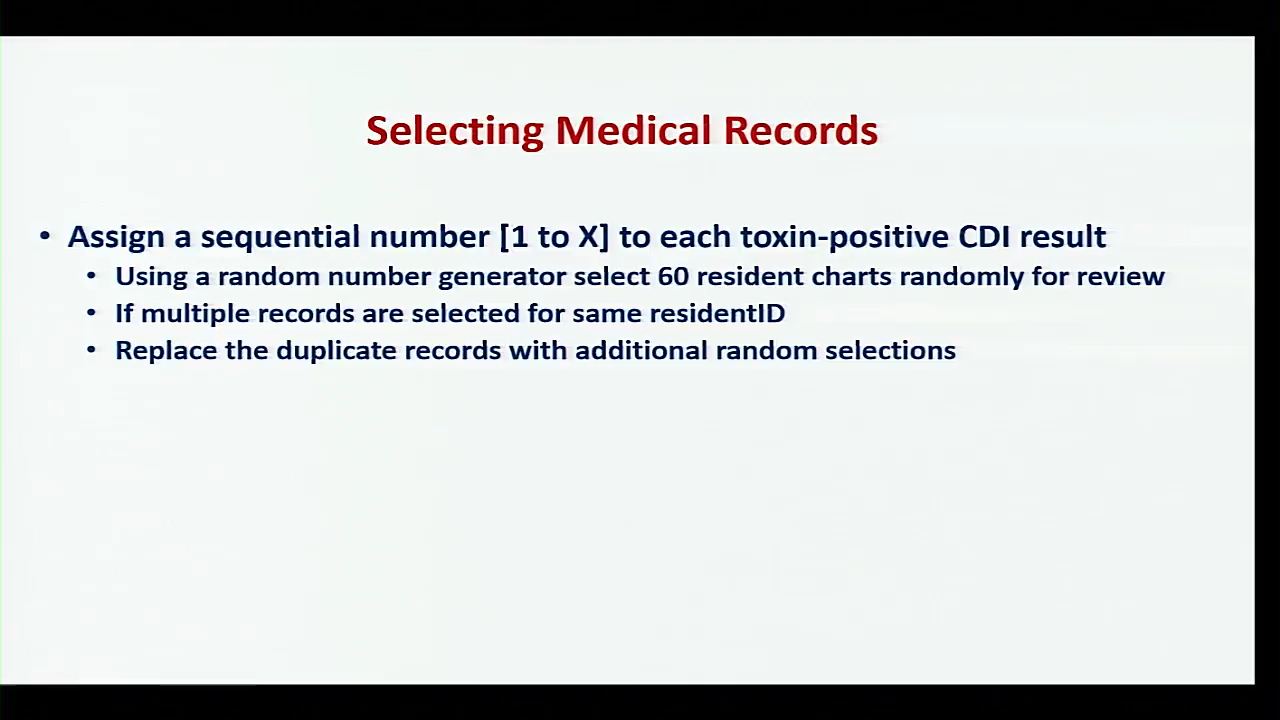 Selecting Medical Records
• Assign a sequential number [1 to X] to each toxin-positive CDI result
• Using a random number generator select 60 resident charts randomly for review
• If multiple records are selected for same residentID
• Replace the duplicate records with additional random selections